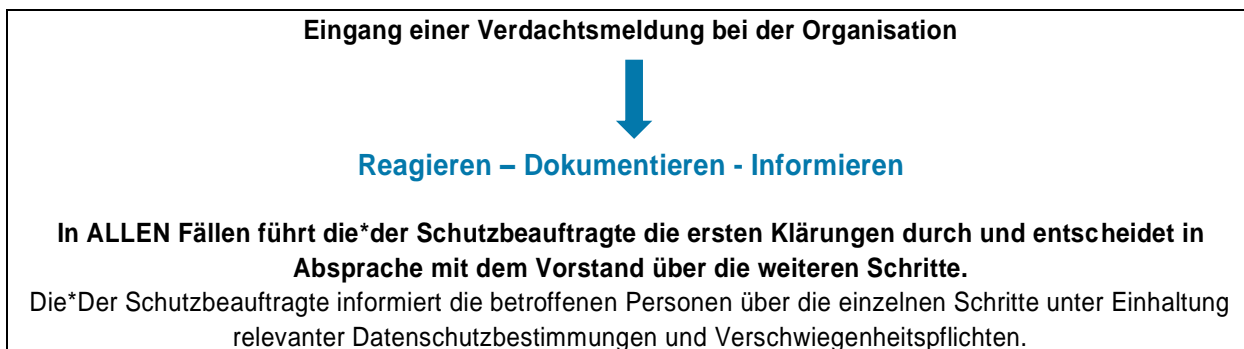 Eingang einer Verdachtsmeldung bei der Organisation
Reagieren – Dokumentieren - Informieren
In ALLEN Fällen führt die*der Schutzbeauftragte die ersten Klärungen durch und entscheidet in
Absprache mit dem Vorstand über die weiteren Schritte.
Die*Der Schutzbeauftragte informiert die betroffenen Personen über die einzelnen Schritte unter Einhaltung
relevanter Datenschutzbestimmungen und Verschwiegenheitspflichten.